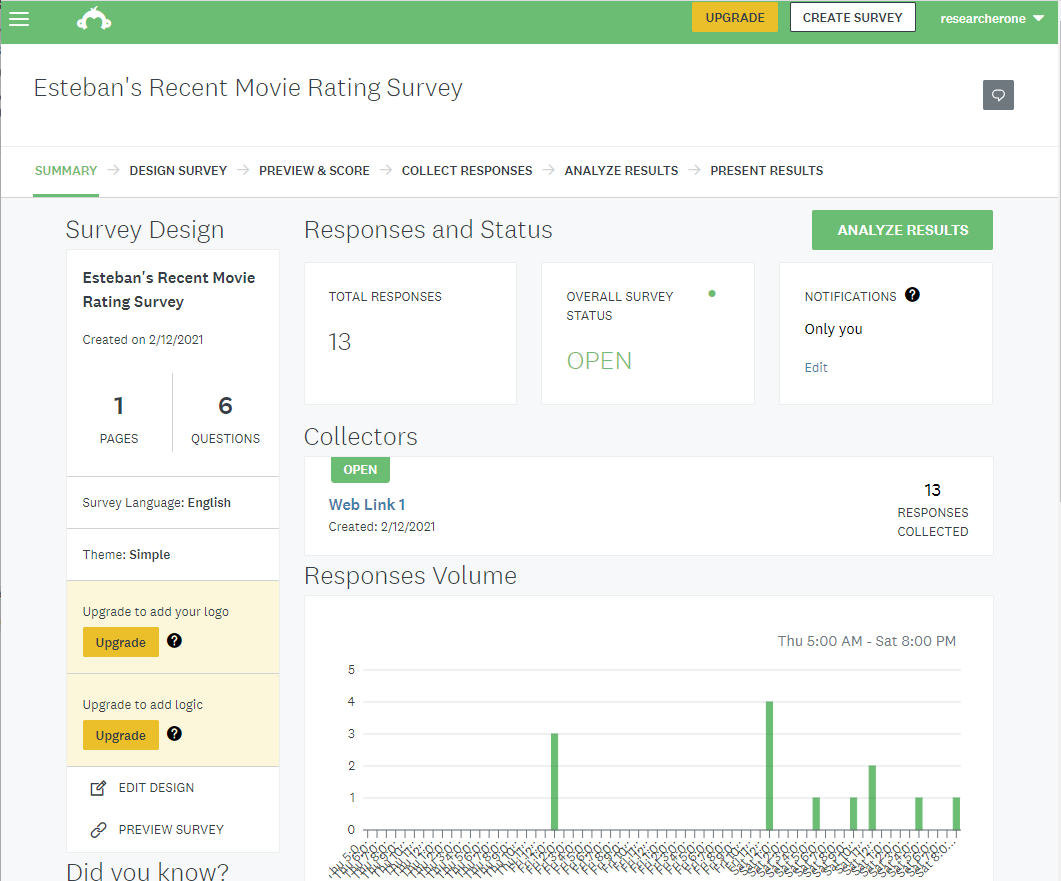 UPGRADE
CREATE SURVEY
researcherone
Esteban's Recent Movie Rating Survey
SUMMARY
DESIGN SURVEY
PREVIEW & SCORE
COLLECT RESPONSES
ANALYZE RESULTS
PRESENT RESULTS
Survey Design
Esteban's Recent Movie
Rating Survey
Created on 2/12/2021
1
PAGES
6
QUESTIONS
Survey Language: English
Theme: Simple
Upgrade to add your logo
Upgrade
?
Upgrade to add logic
Upgrade
?
EDIT DESIGN
PREVIEW SURVEY
Did you know?
Responses and Status
ANALYZE RESULTS
TOTAL RESPONSES
13
OVERALL SURVEY
STATUS
OPEN
NOTIFICATIONS ?
Only you
Edit
Collectors
OPEN
Web Link 1
Created: 2/12/2021
13
RESPONSES
COLLECTED
Responses Volume
Thu 5:00 AM - Sat 8:00 PM
5
4
3
2
1
0